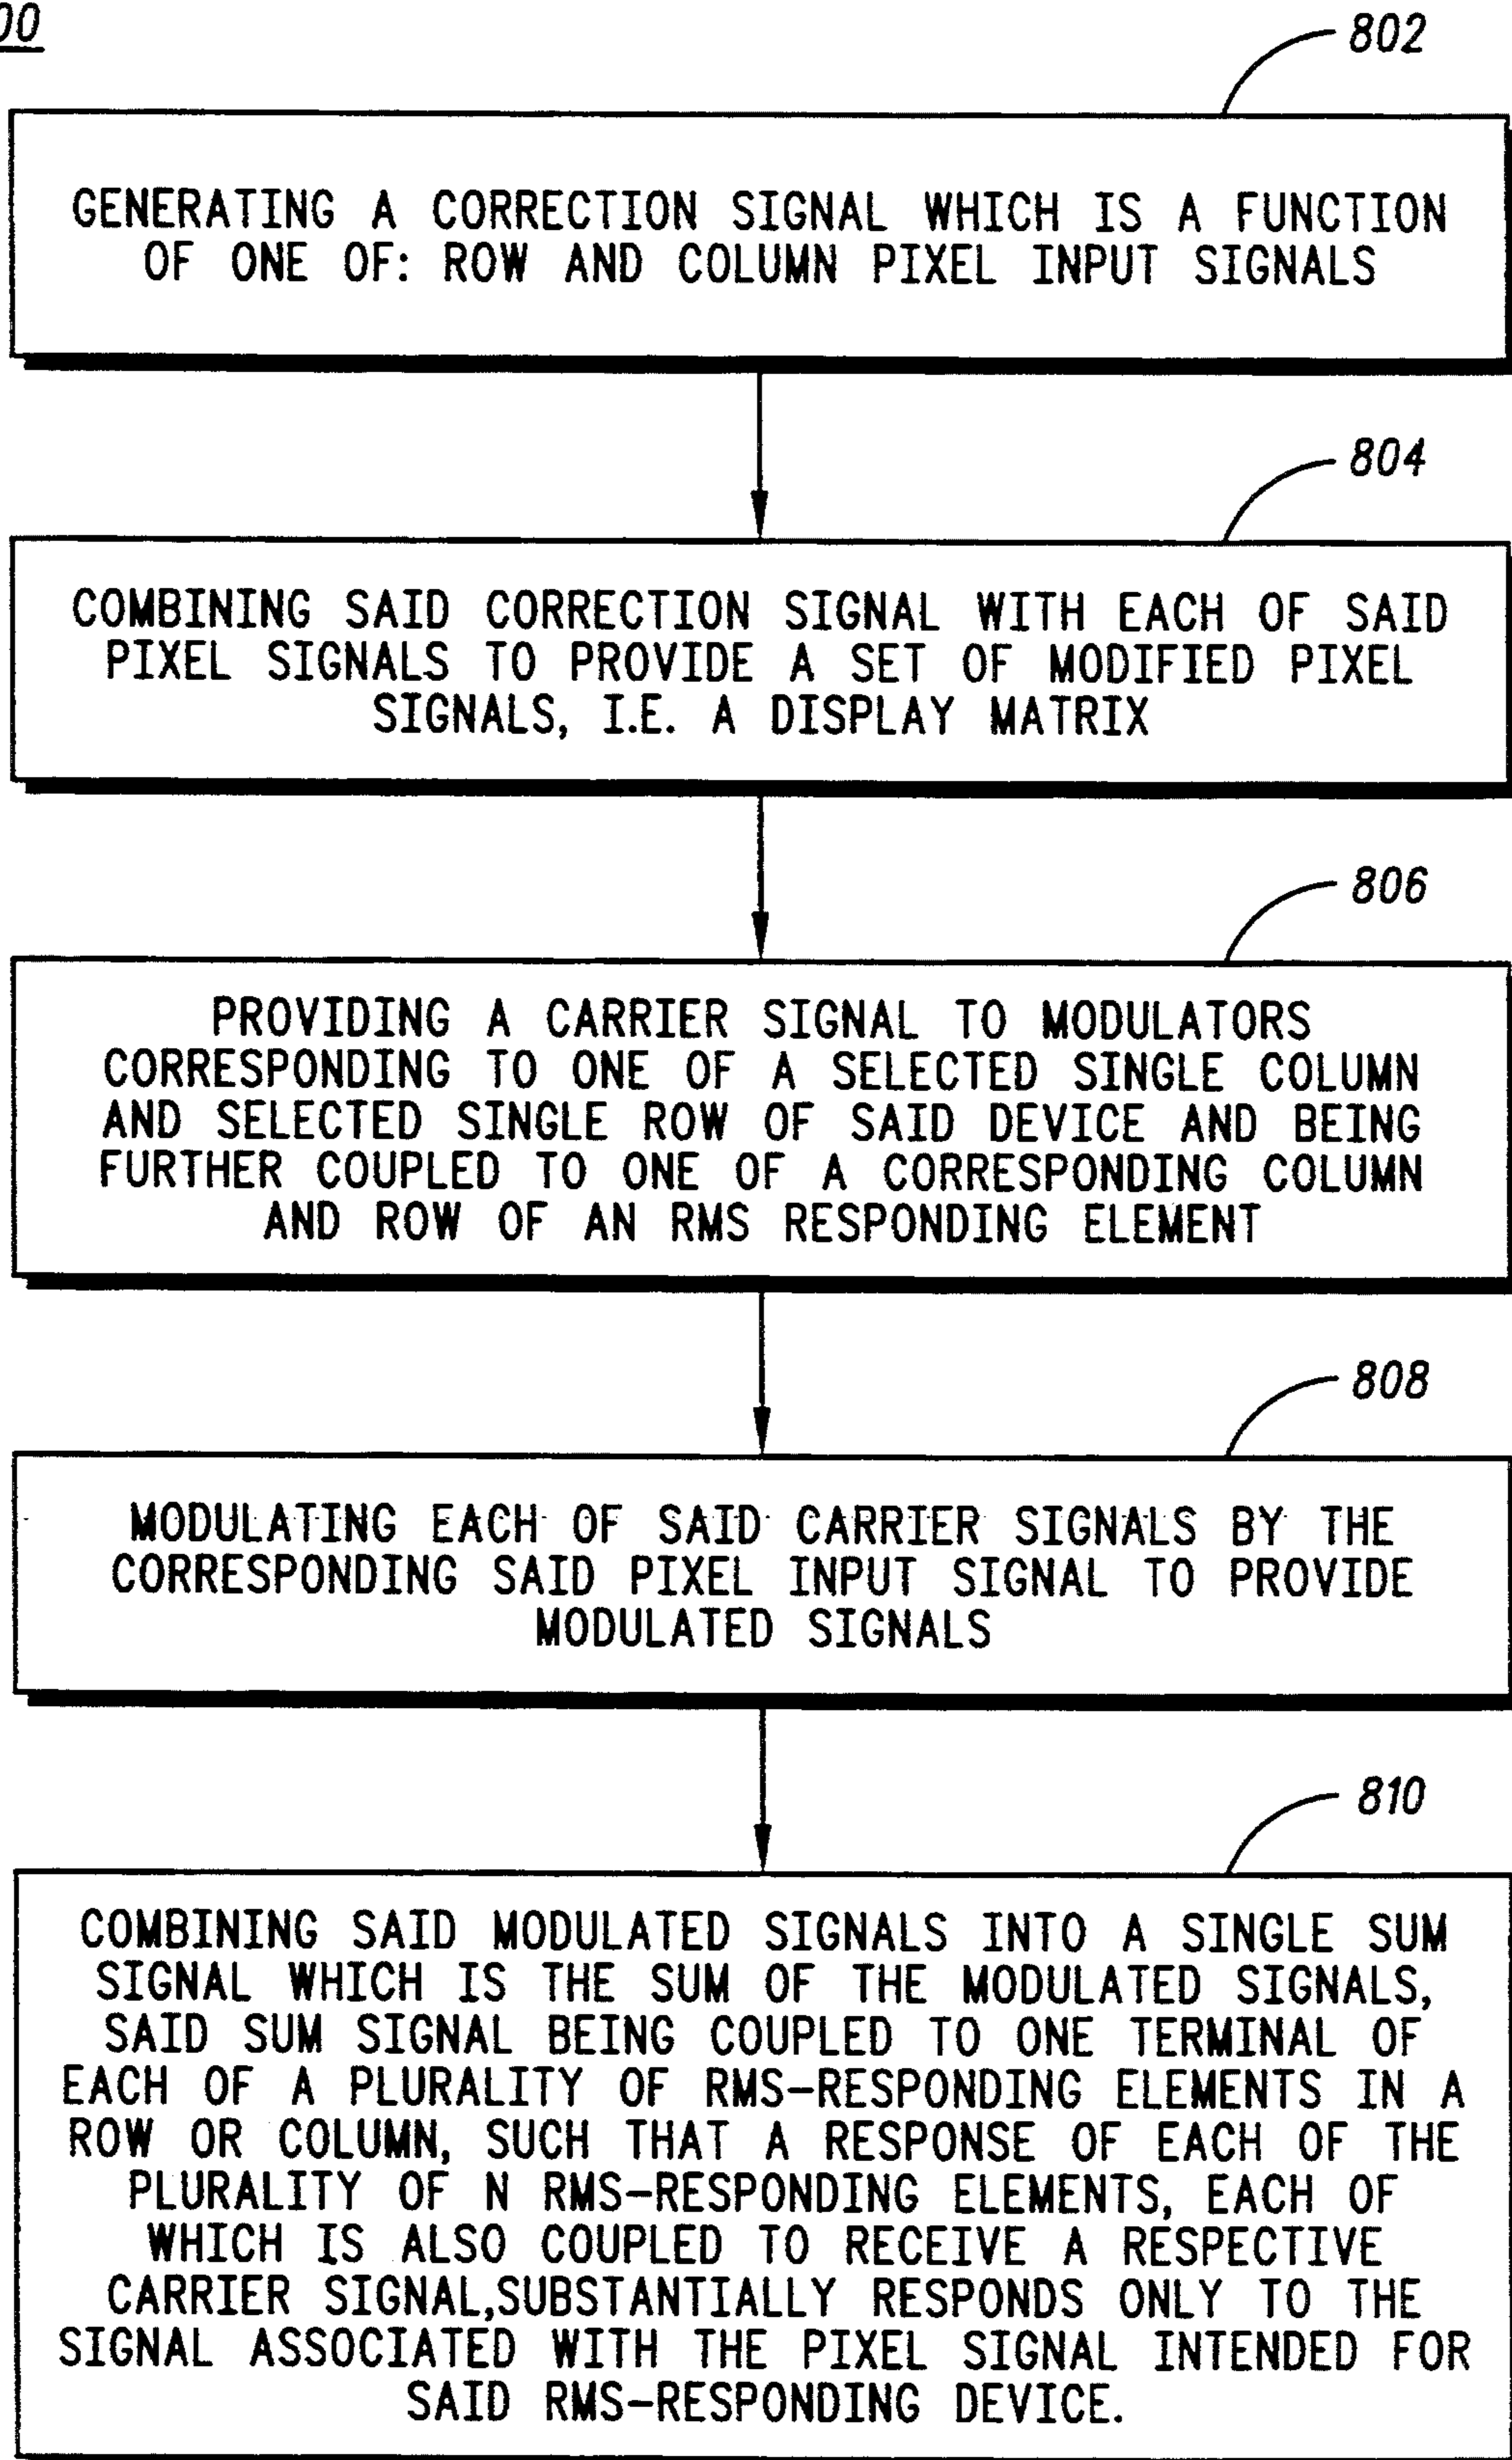 00
802
GENERATING A CORRECTION SIGNAL WHICH IS A FUNCTION
OF ONE OF: ROW AND COLUMN PIXEL INPUT SIGNALS
804
COMBINING SAID CORRECTION SIGNAL WITH EACH OF SAID
PIXEL SIGNALS TO PROVIDE A SET OF MODIFIED PIXEL
SIGNALS, I.E. A DISPLAY MATRIX
806
PROVIDING A CARRIER SIGNAL TO MODULATORS
CORRESPONDING TO ONE OF A SELECTED SINGLE COLUMN
AND SELECTED SINGLE ROW OF SAID DEVICE AND BEING
FURTHER COUPLED TO ONE OF A CORRESPONDING COLUMN
AND ROW OF AN RMS RESPONDING ELEMENT
808
MODULATING EACH OF SAID CARRIER SIGNALS BY THE
CORRESPONDING SAID PIXEL INPUT SIGNAL TO PROVIDE
MODULATED SIGNALS
810
COMBINING SAID MODULATED SIGNALS INTO A SINGLE SUM
SIGNAL WHICH IS THE SUM OF THE MODULATED SIGNALS,
SAID SUM SIGNAL BEING COUPLED TO ONE TERMINAL OF
EACH OF A PLURALITY OF RMS-RESPONDING ELEMENTS IN A
ROW OR COLUMN, SUCH THAT A RESPONSE OF EACH OF THE
PLURALITY OF N RMS-RESPONDING ELEMENTS, EACH OF
WHICH IS ALSO COUPLED TO RECEIVE A RESPECTIVE
CARRIER SIGNAL,SUBSTANTIALLY RESPONDS ONLY TO THE
SIGNAL ASSOCIATED WITH THE PIXEL SIGNAL INTENDED FOR
SAID RMS-RESPONDING DEVICE.